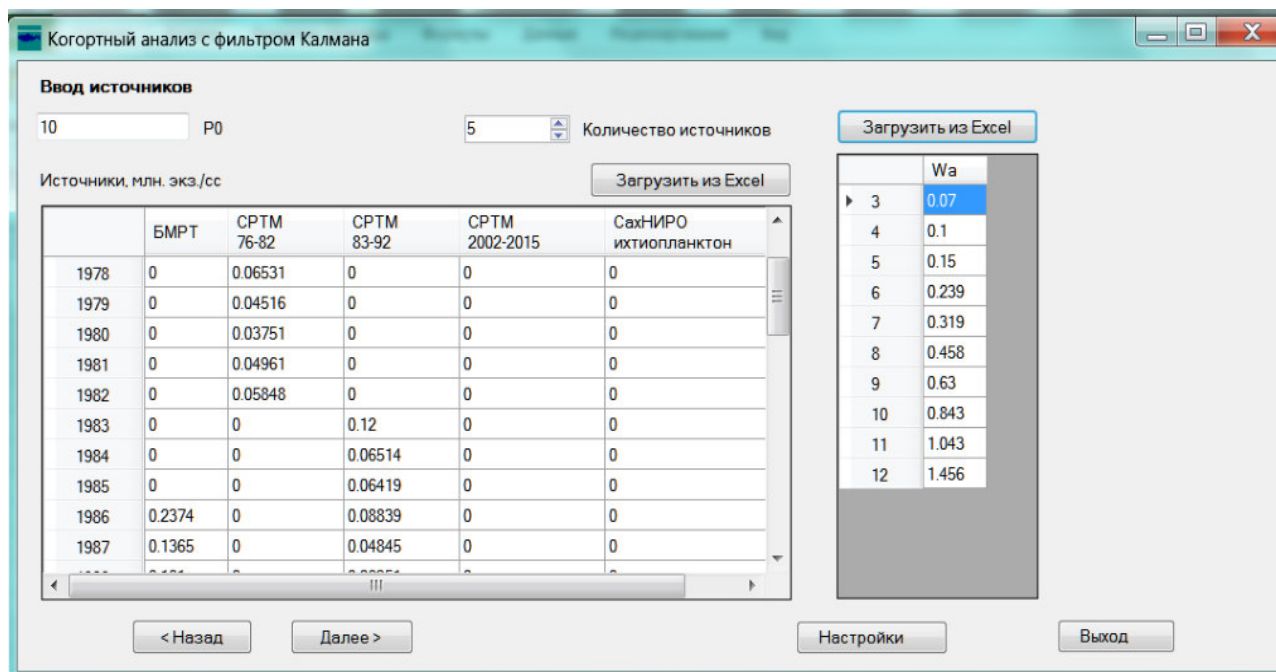 Когортный анализ с фильтром Калмана
Ввод источников
10 P0 5 Количество источников Загрузить из Excel
Источники, млн. экз./сс Загрузить из Excel
БМРТ СРТМ 76-82 СРТМ 83-92 СРТМ 2002-2015 СахНИРО ихтиопланктон
1978 0 0.06531 0 0 0
1979 0 0.04516 0 0 0
1980 0 0.03751 0 0 0
1981 0 0.04961 0 0 0
1982 0 0.05848 0 0 0
1983 0 0 0.12 0 0
1984 0 0 0.06514 0 0
1985 0 0 0.06419 0 0
1986 0.2374 0 0.08839 0 0
1987 0.1365 0 0.04845 0 0
Wa
3 0.07
4 0.1
5 0.15
6 0.239
7 0.319
8 0.458
9 0.63
10 0.843
11 1.043
12 1.456
< Назад Далее > Настройки Выход